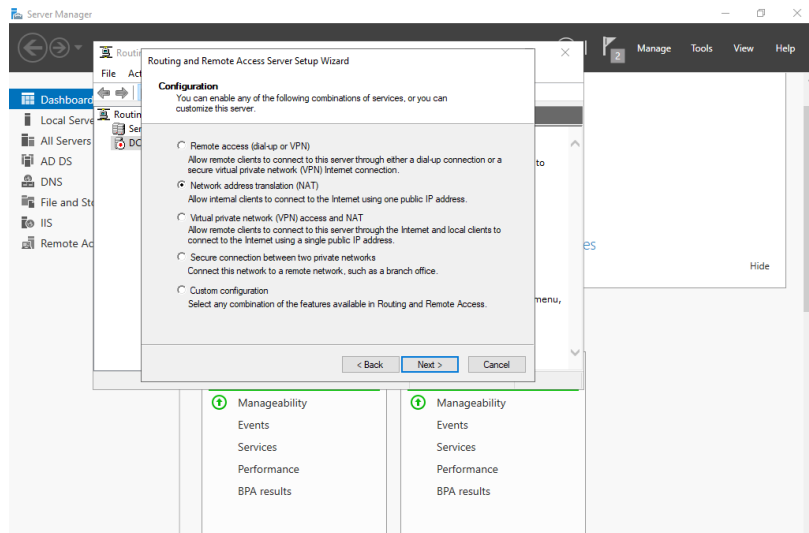 Server Manager
2
Manage
Tools
View
Help
Dashboard
Local Serve
All Servers
AD DS
DNS
File and Sto
IIS
Remote Ac
Routin
File
Act
Routin
Ser
DC
to
menu,
es
Hide
Routing and Remote Access Server Setup Wizard
Configuration
You can enable any of the following combinations of services, or you can
customize this server.
Remote access (dial-up or VPN)
Allow remote clients to connect to this server through either a dial-up connection or a
secure virtual private network (VPN) Internet connection.
Network address translation (NAT)
Allow internal clients to connect to the Internet using one public IP address.
Virtual private network (VPN) access and NAT
Allow remote clients to connect to this server through the Internet and local clients to
connect to the Internet using a single public IP address.
Secure connection between two private networks
Connect this network to a remote network, such as a branch office.
Custom configuration
Select any combination of the features available in Routing and Remote Access.
< Back
Next >
Cancel
Manageability
Events
Services
Performance
BPA results
Manageability
Events
Services
Performance
BPA results